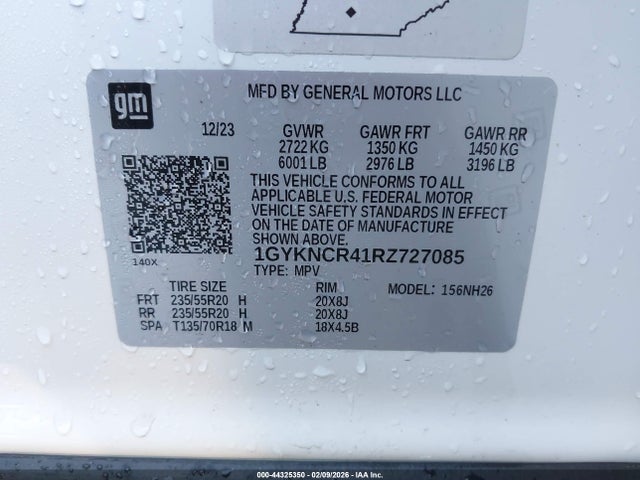 gm
MFD BY GENERAL MOTORS LLC
12/23 GVWR GAWR FRT GAWR RR
2722 KG 1350 KG 1450 KG
6001 LB 2976 LB 3196 LB
THIS VEHICLE CONFORMS TO ALL
APPLICABLE U.S. FEDERAL MOTOR
VEHICLE SAFETY STANDARDS IN EFFECT
ON THE DATE OF MANUFACTURE
SHOWN ABOVE.
140X
1GYKNCR41RZ727085
TYPE: MPV
TIRE SIZE RIM MODEL: 156NH26
FRT 235/55R20 H 20X8J
RR 235/55R20 H 20X8J
SPA T135/70R18 M 18X4.5B
000-44325350 - 02/09/2026 - IAA Inc.